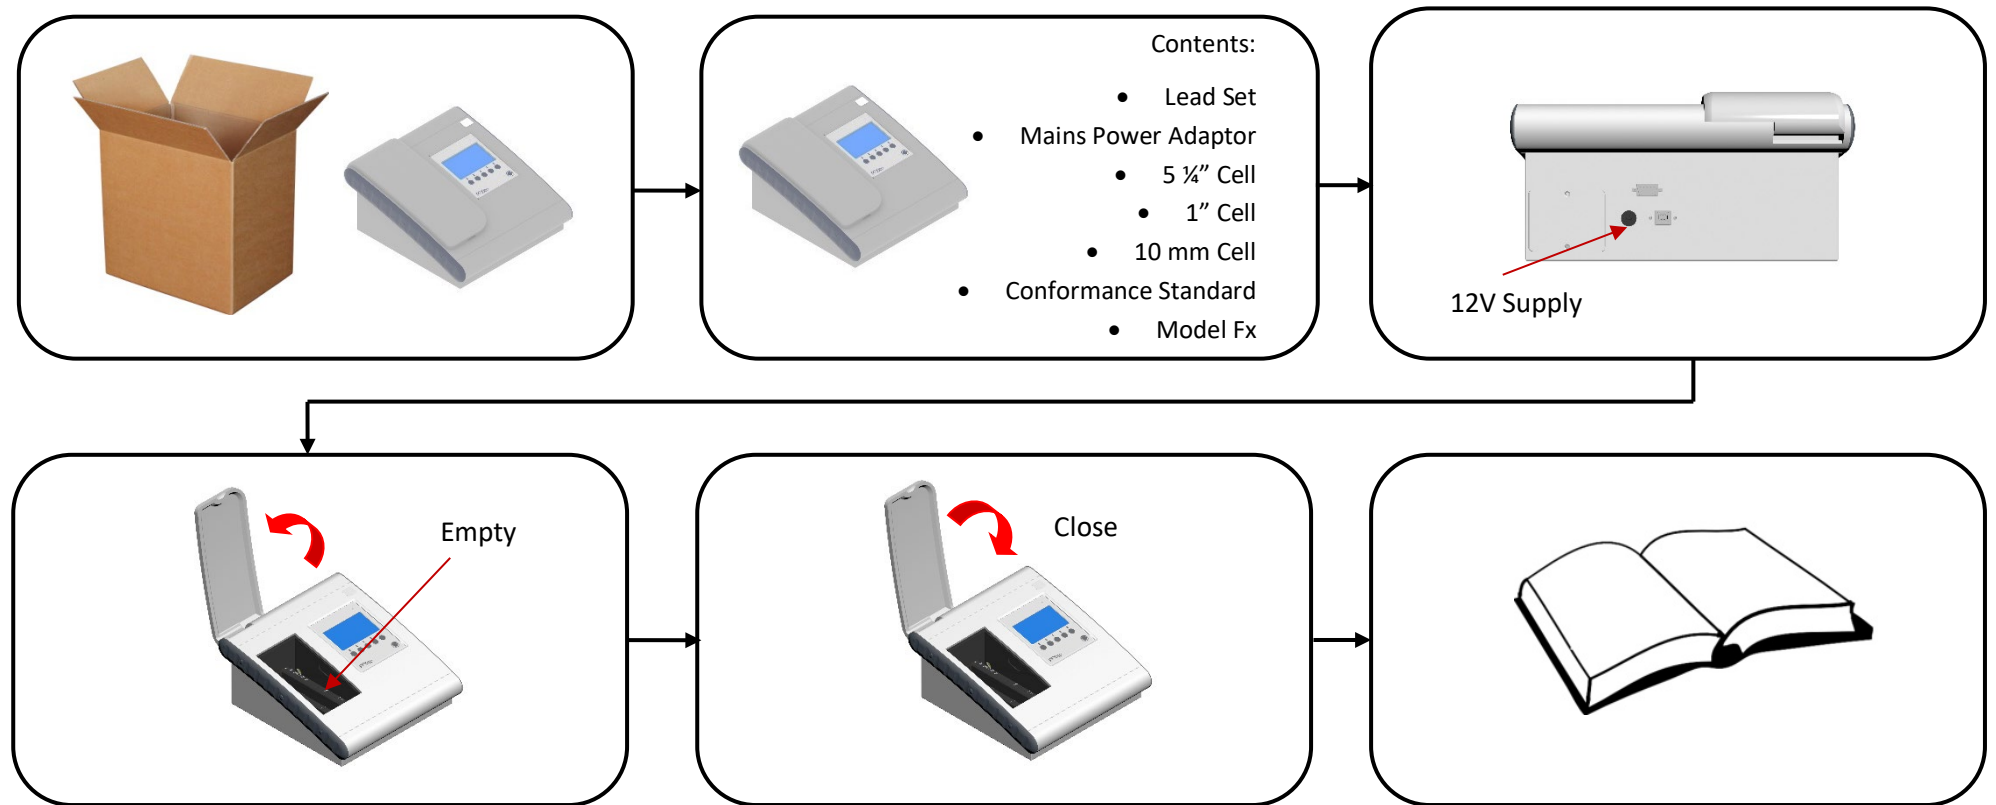 Contents:
• Lead Set
• Mains Power Adaptor
• 5 ¼” Cell
• 1” Cell
• 10 mm Cell
• Conformance Standard
• Model Fx
12V Supply
Empty
Close